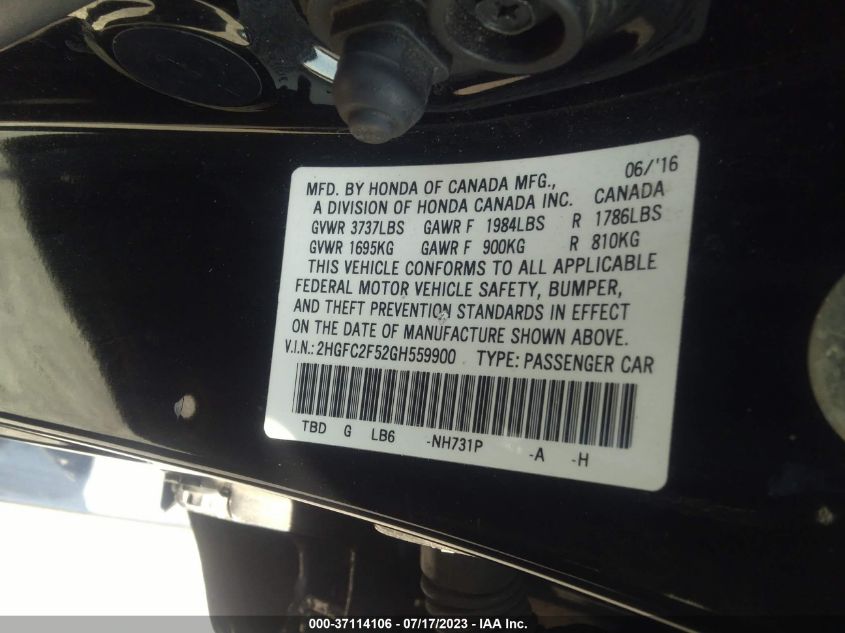 06/'16
MFD. BY HONDA OF CANADA MFG.,
A DIVISION OF HONDA CANADA INC. CANADA
GVWR 3737LBS GAWR F 1984LBS R 1786LBS
GVWR 1695KG GAWR F 900KG R 810KG
THIS VEHICLE CONFORMS TO ALL APPLICABLE
FEDERAL MOTOR VEHICLE SAFETY, BUMPER,
AND THEFT PREVENTION STANDARDS IN EFFECT
ON THE DATE OF MANUFACTURE SHOWN ABOVE.
V.I.N.: 2HGFC2F52GH559900 TYPE: PASSENGER CAR
TBD G LB6 -NH731P -A -H
000-37114106 - 07/17/2023 - IAA Inc.